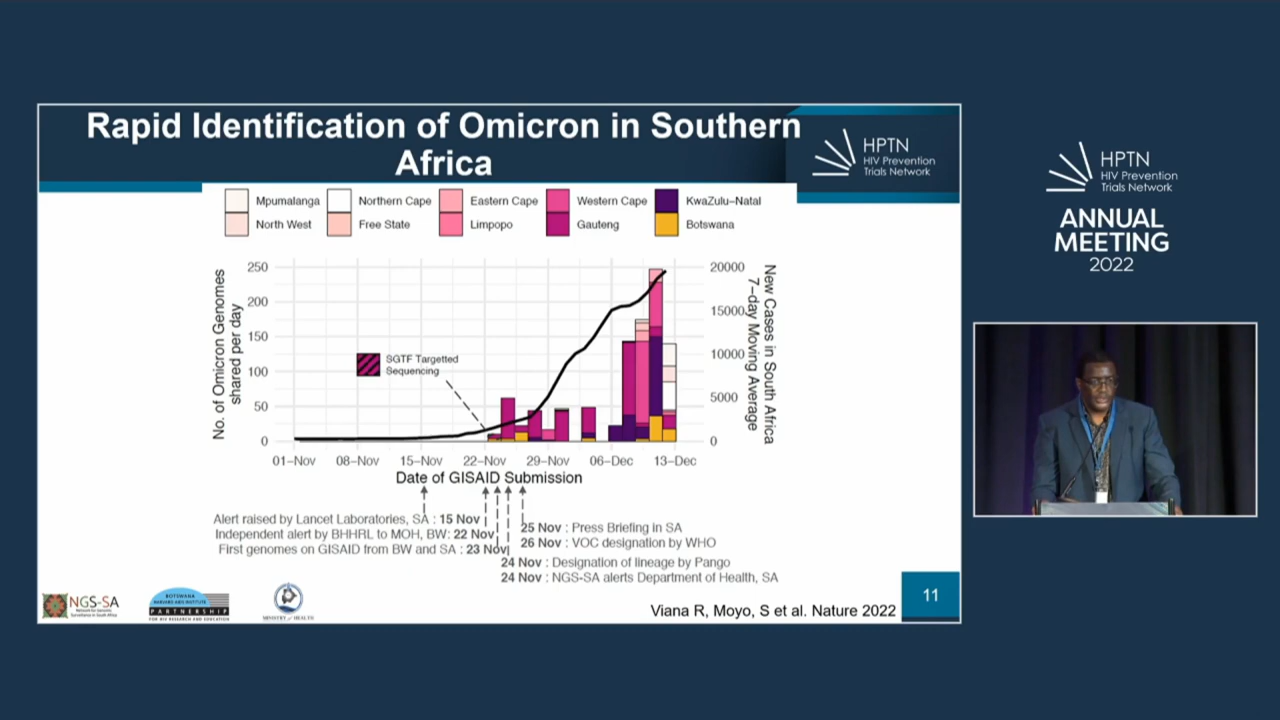 Rapid Identification of Omicron in Southern
Africa
HPTN
HIV Prevention
Trials Network
Mpumalanga
Northern Cape
Eastern Cape
Western Cape
KwaZulu–Natal
North West
Free State
Limpopo
Gauteng
Botswana
No. of Omicron Genomes
shared per day
250
200
150
100
50
0
SGTF Targetted
Sequencing
20000
15000
10000
5000
0
New Cases in South Africa
7–day Moving Average
01–Nov
08–Nov
15–Nov
22–Nov
29–Nov
06–Dec
13–Dec
Date of GISAID Submission
Alert raised by Lancet Laboratories, SA : 15 Nov
Independent alert by BHHRL to MOH, BW: 22 Nov
First genomes on GISAID from BW and SA : 23 Nov
25 Nov : Press Briefing in SA
26 Nov : VOC designation by WHO
24 Nov : Designation of lineage by Pango
24 Nov : NGS-SA alerts Department of Health, SA
NGS-SA
Network for Genomic
Surveillance in South Africa
BOTSWANA
HARVARD AIDS INSTITUTE
PARTNERSHIP
FOR HIV RESEARCH AND EDUCATION
MINISTRY of HEALTH
Viana R, Moyo, S et al. Nature 2022
11
HPTN
HIV Prevention
Trials Network
ANNUAL
MEETING
2022